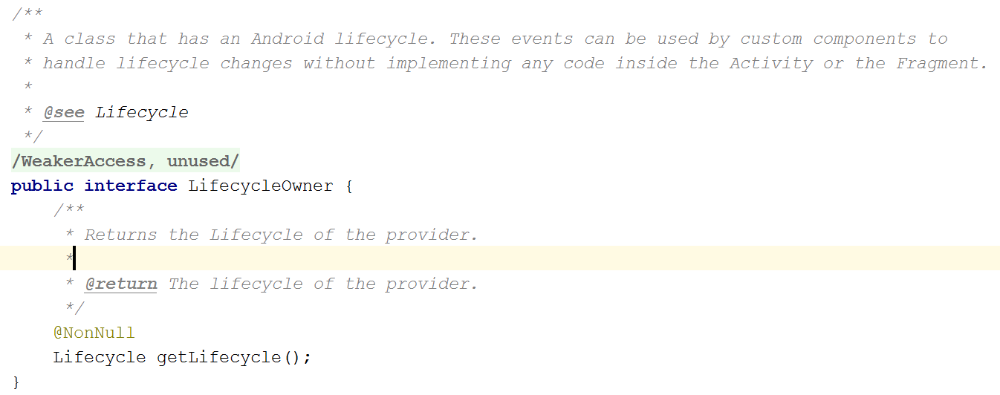 /**
 * A class that has an Android lifecycle. These events can be used by custom components to
 * handle lifecycle changes without implementing any code inside the Activity or the Fragment.
 *
 * @see Lifecycle
 */
/WeakerAccess, unused/
public interface LifecycleOwner {
    /**
     * Returns the Lifecycle of the provider.
     *
     * @return The lifecycle of the provider.
     */
    @NonNull
    Lifecycle getLifecycle();
}